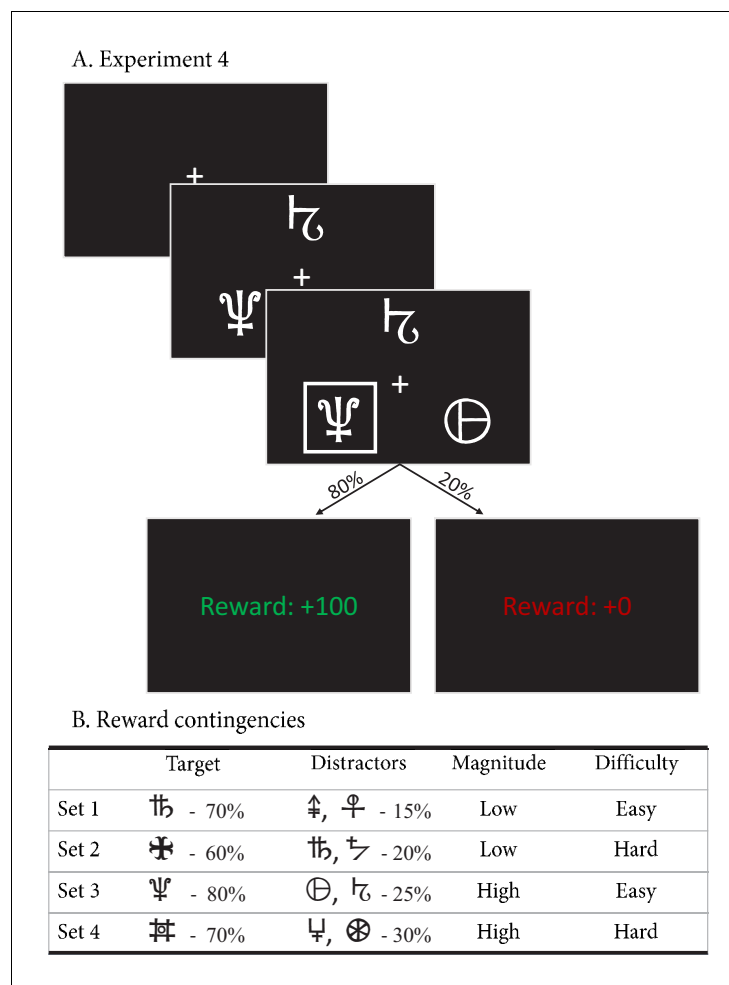 A. Experiment 4
+
+
+
80%
20%
Reward: +100
Reward: +0
B. Reward contingencies
Target Distractors Magnitude Difficulty
Set 1 - 70% , - 15% Low Easy
Set 2 - 60% , - 20% Low Hard
Set 3 - 80% , - 25% High Easy
Set 4 - 70% , - 30% High Hard